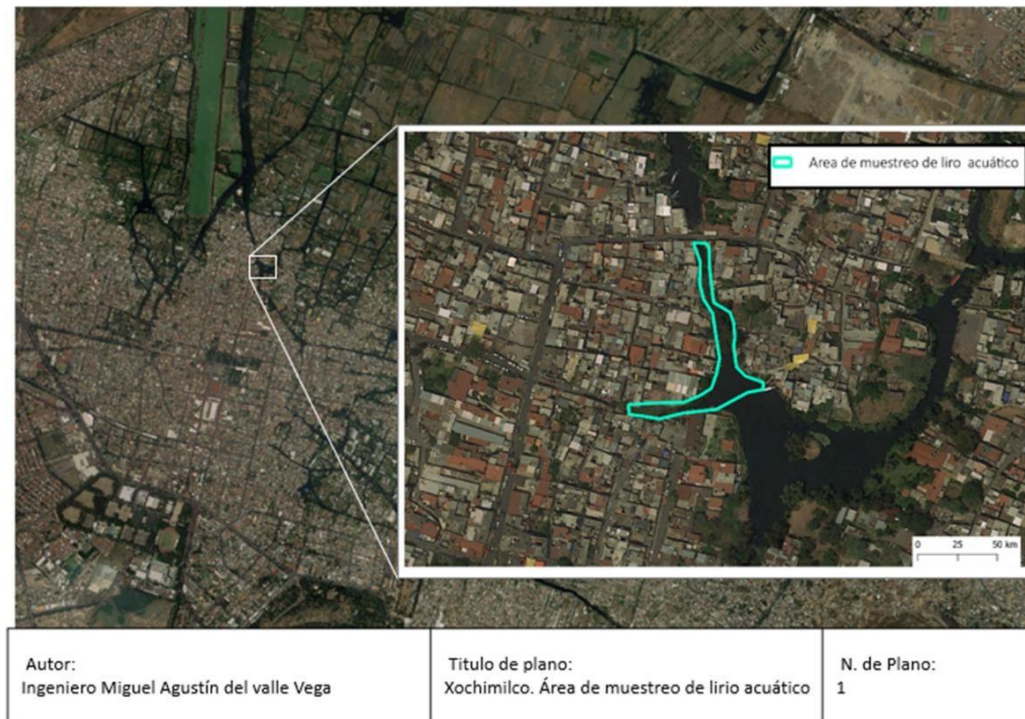 Area de muestreo de liro acuático
0 25 50 km
Autor:
Ingeniero Miguel Agustín del valle Vega
Titulo de plano:
Xochimilco. Área de muestreo de lirio acuático
N. de Plano:
1